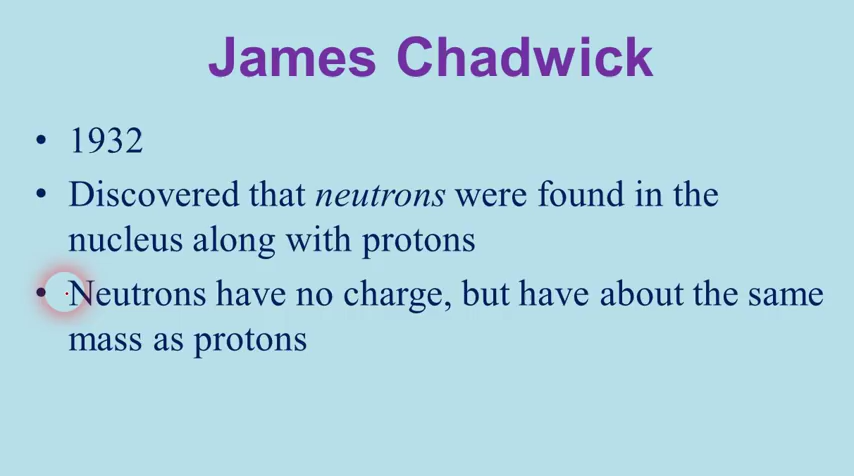 James Chadwick
• 1932
• Discovered that neutrons were found in the
nucleus along with protons
• Neutrons have no charge, but have about the same
mass as protons